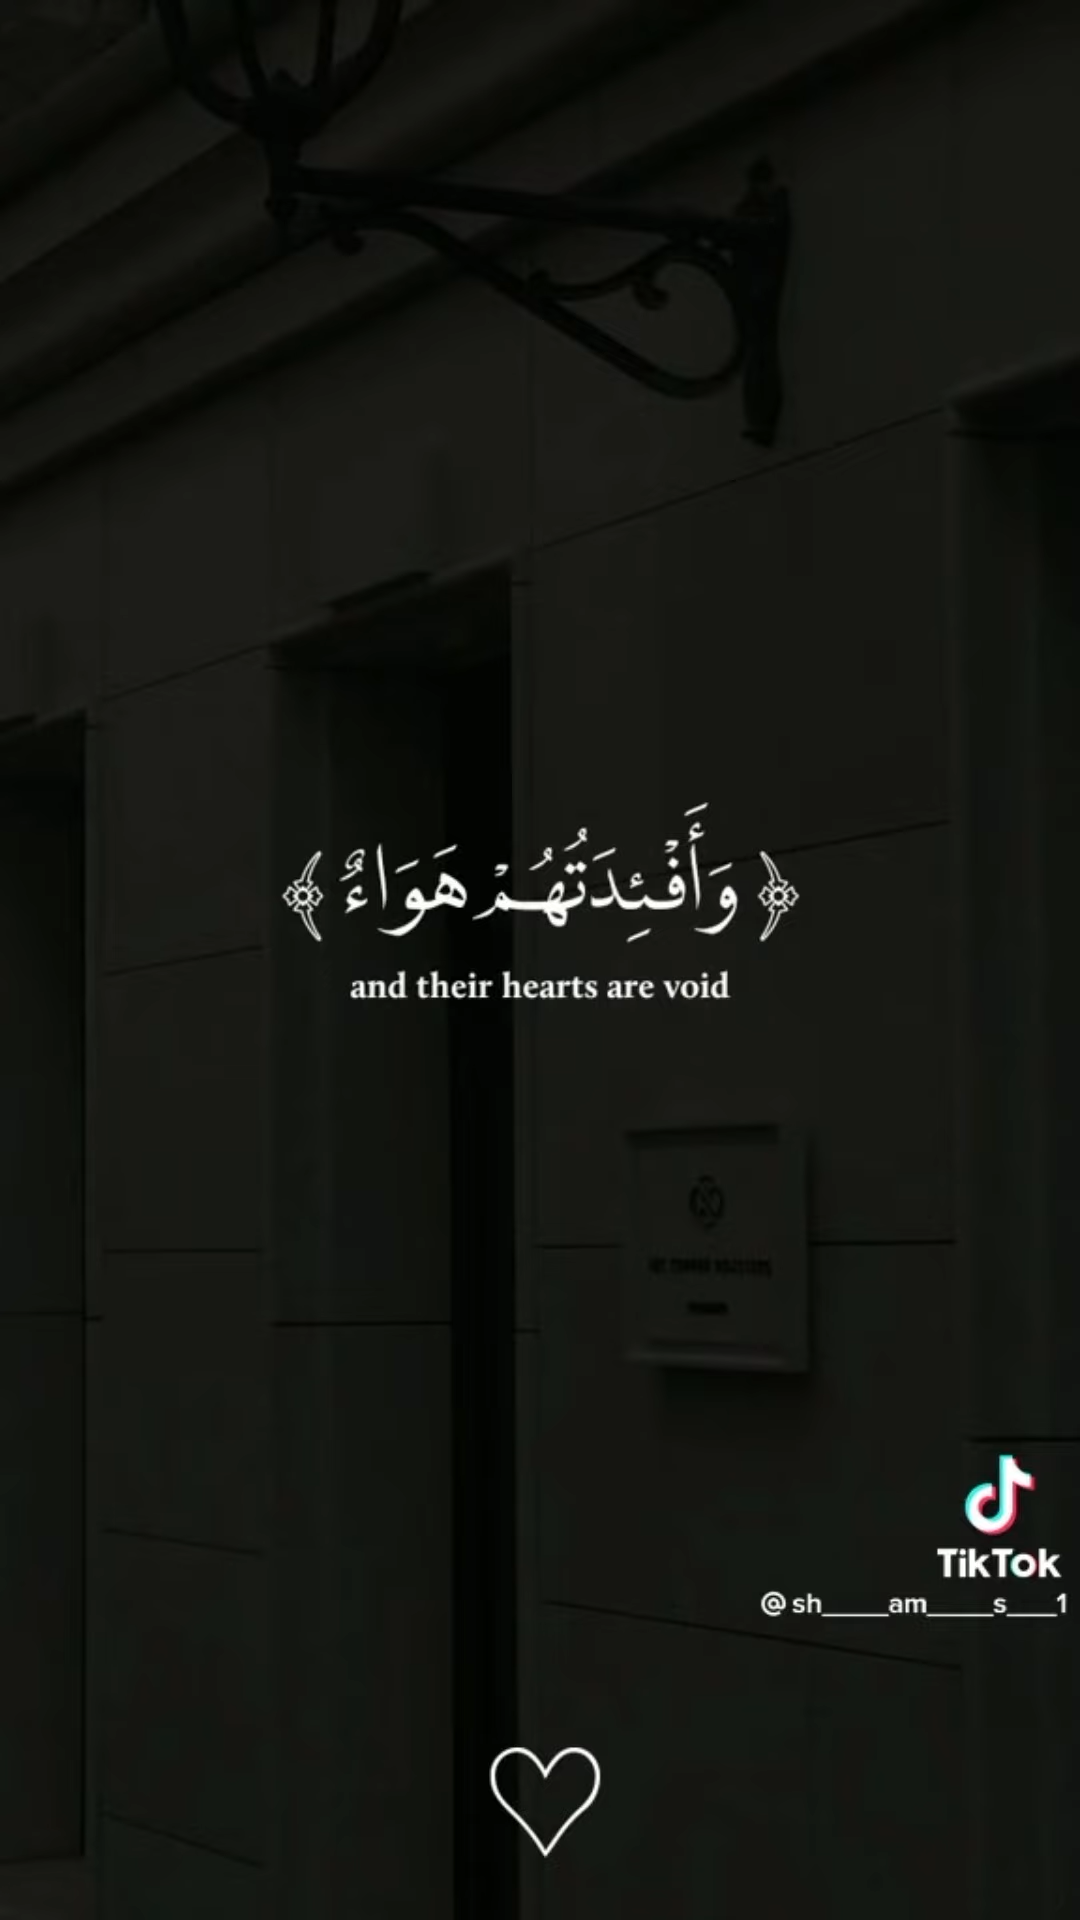 ﴿ وَأَفْـِٔدَتُهُمْ هَوَآءٌ ﴾
and their hearts are void
TikTok
@sh_____am_____s____1